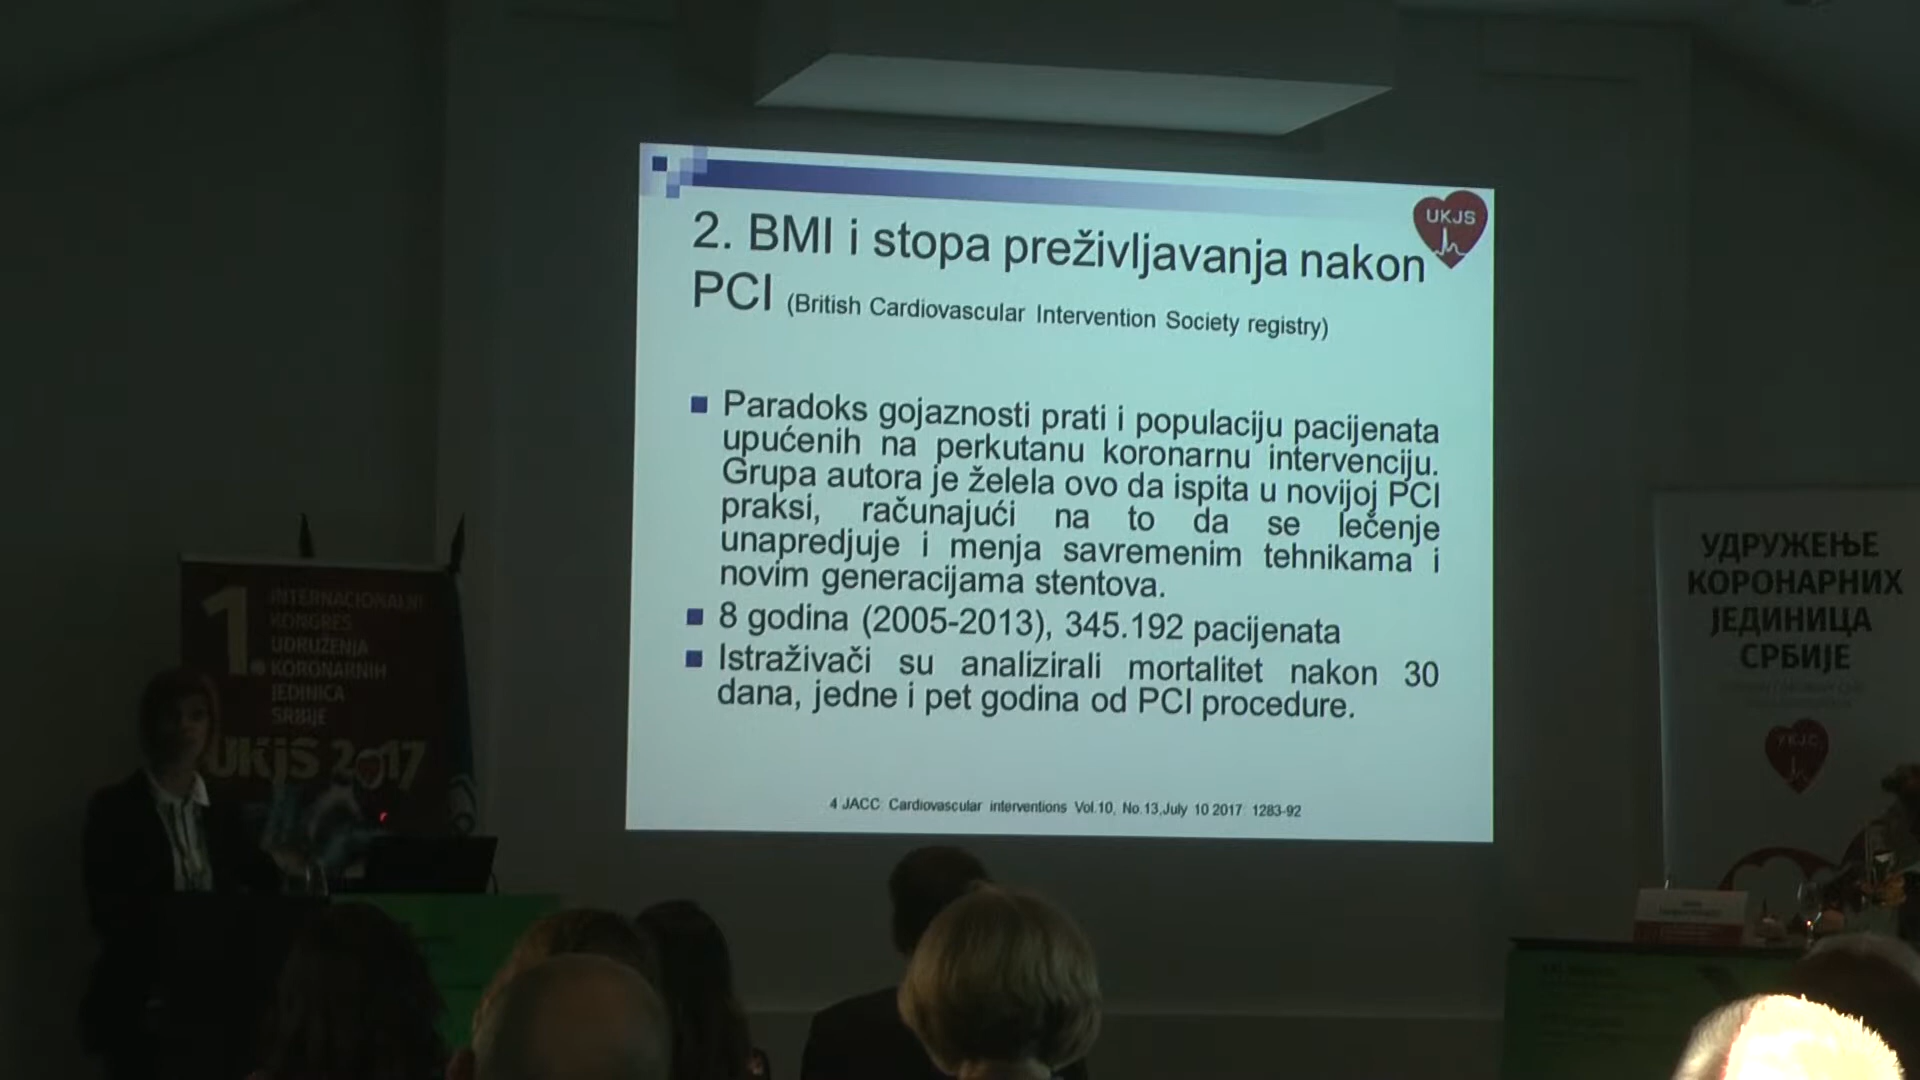 2. BMI i stopa preživljavanja nakon
PCI (British Cardiovascular Intervention Society registry)
UKJS
Paradoks gojaznosti prati i populaciju pacijenata
upućenih na perkutanu koronarnu intervenciju.
Grupa autora je želela ovo da ispita u novijoj PCI
praksi, računajući na to da se lečenje
unapredjuje i menja savremenim tehnikama i
novim generacijama stentova.
8 godina (2005-2013), 345.192 pacijenata
Istraživači su analizirali mortalitet nakon 30
dana, jedne i pet godina od PCI procedure.
4 JACC Cardiovascular interventions Vol.10, No.13,July 10 2017: 1283-92
1. INTERNACIONALNI
KONGRES
UDRUŽENJA
KORONARNIH
JEDINICA
SRBIJE
UKJS 2017
УДРУЖЕЊЕ
КОРОНАРНИХ
ЈЕДИНИЦА
СРБИЈЕ
УКЈС